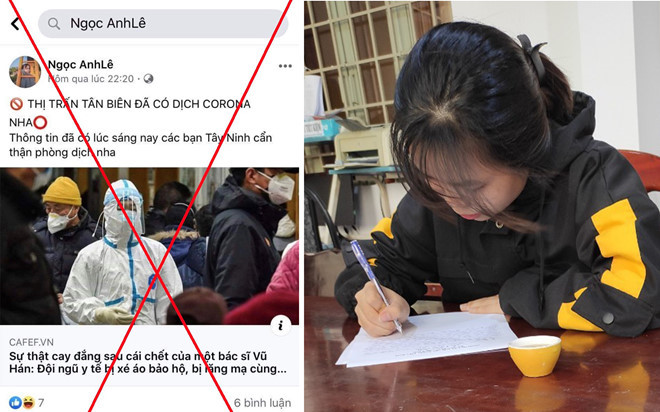 Ngọc AnhLê
Ngọc AnhLê
Hôm qua lúc 22:20
THỊ TRẤN TÂN BIÊN ĐÃ CÓ DỊCH CORONA
NHA
Thông tin đã có lúc sáng nay các bạn Tây Ninh cẩn
thận phòng dịch nha
CAFEF.VN
Sự thật cay đắng sau cái chết của một bác sĩ Vũ
Hán: Đội ngũ y tế bị xé áo bảo hộ, bị lăng mạ cùng...
7
6 bình luận